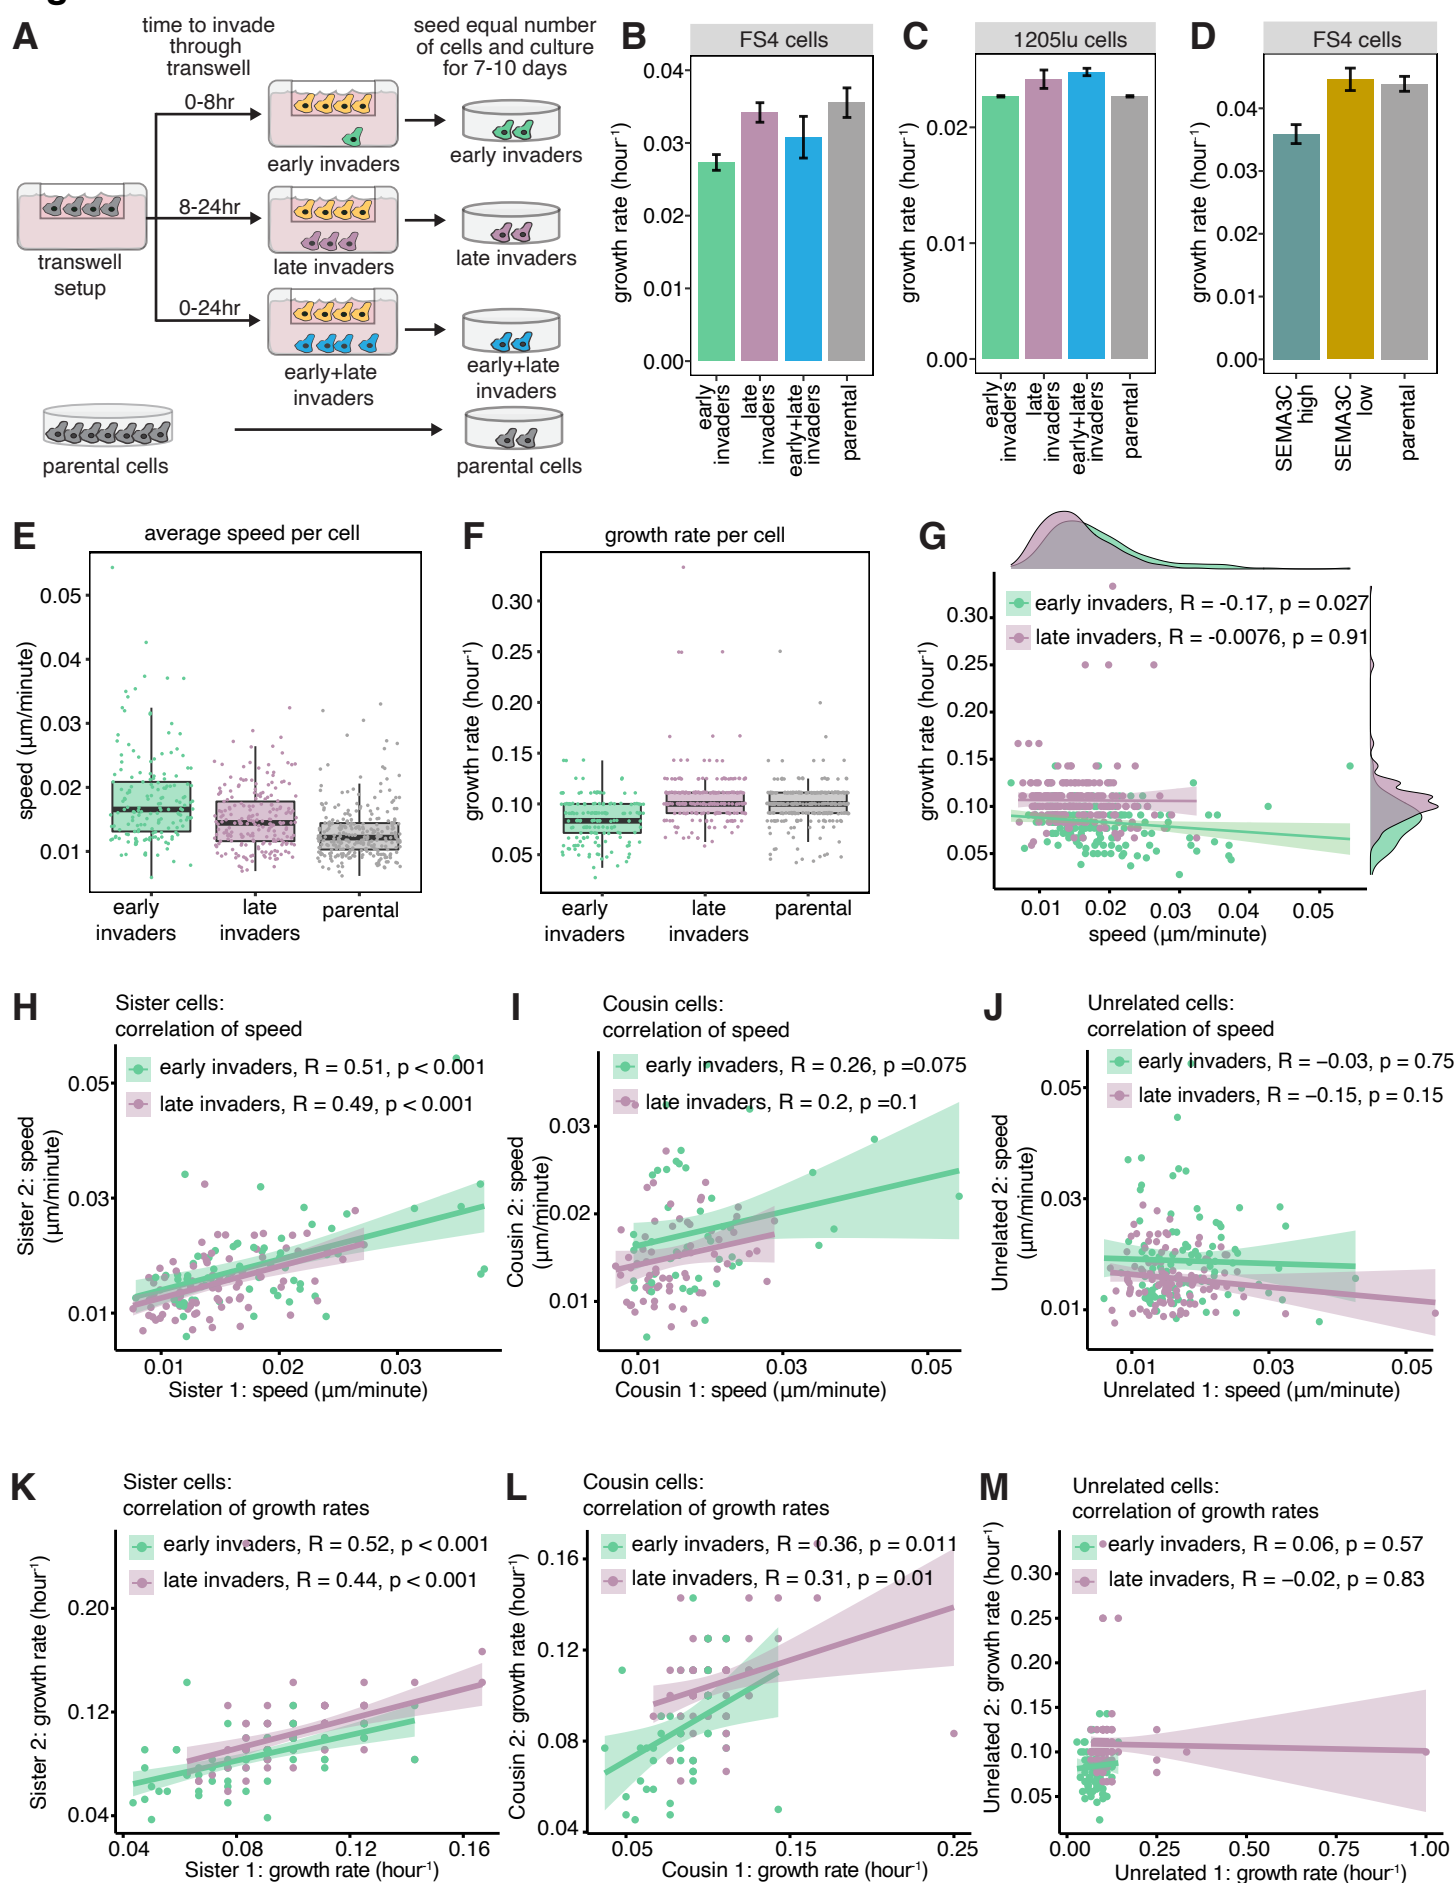 A
time to invade
through
transwell
seed equal number
of cells and culture
for 7-10 days
0-8hr
early invaders
early invaders
8-24hr
late invaders
late invaders
transwell
setup
0-24hr
early+late
invaders
early+late
invaders
parental cells
parental cells
B
FS4 cells
growth rate (hour-1)
0.04
0.03
0.02
0.01
0.00
early
invaders
late
invaders
early+late
invaders
parental
C
1205lu cells
growth rate (hour-1)
0.02
0.01
0.00
early
invaders
late
invaders
early+late
invaders
parental
D
FS4 cells
growth rate (hour-1)
0.04
0.03
0.02
0.01
0.00
SEMA3C
high
SEMA3C
low
parental
E
average speed per cell
speed (µm/minute)
0.05
0.04
0.03
0.02
0.01
early
invaders
late
invaders
parental
F
growth rate per cell
growth rate (hour-1)
0.30
0.25
0.20
0.15
0.10
0.05
early
invaders
late
invaders
parental
G
early invaders, R = -0.17, p = 0.027
late invaders, R = -0.0076, p = 0.91
growth rate (hour-1)
0.30
0.25
0.20
0.15
0.10
0.05
0.01 0.02 0.03 0.04 0.05
speed (µm/minute)
H
Sister cells:
correlation of speed
early invaders, R = 0.51, p < 0.001
late invaders, R = 0.49, p < 0.001
Sister 2: speed
(µm/minute)
0.05
0.03
0.01
0.01 0.02 0.03
Sister 1: speed (µm/minute)
I
Cousin cells:
correlation of speed
early invaders, R = 0.26, p =0.075
late invaders, R = 0.2, p =0.1
Cousin 2: speed
(µm/minute)
0.03
0.02
0.01
0.01 0.03 0.05
Cousin 1: speed (µm/minute)
J
Unrelated cells:
correlation of speed
early invaders, R = −0.03, p = 0.75
late invaders, R = −0.15, p = 0.15
Unrelated 2: speed
(µm/minute)
0.05
0.03
0.01
0.01 0.03 0.05
Unrelated 1: speed (µm/minute)
K
Sister cells:
correlation of growth rates
early invaders, R = 0.52, p < 0.001
late invaders, R = 0.44, p < 0.001
Sister 2: growth rate (hour-1)
0.20
0.12
0.04
0.04 0.08 0.12 0.16
Sister 1: growth rate (hour-1)
L
Cousin cells:
correlation of growth rates
early invaders, R = 0.36, p = 0.011
late invaders, R = 0.31, p = 0.01
Cousin 2: growth rate (hour-1)
0.16
0.12
0.08
0.04
0.05 0.15 0.25
Cousin 1: growth rate (hour-1)
M
Unrelated cells:
correlation of growth rates
early invaders, R = 0.06, p = 0.57
late invaders, R = −0.02, p = 0.83
Unrelated 2: growth rate (hour-1)
0.30
0.25
0.20
0.15
0.10
0.05
0.00 0.25 0.50 0.75 1.00
Unrelated 1: growth rate (hour-1)